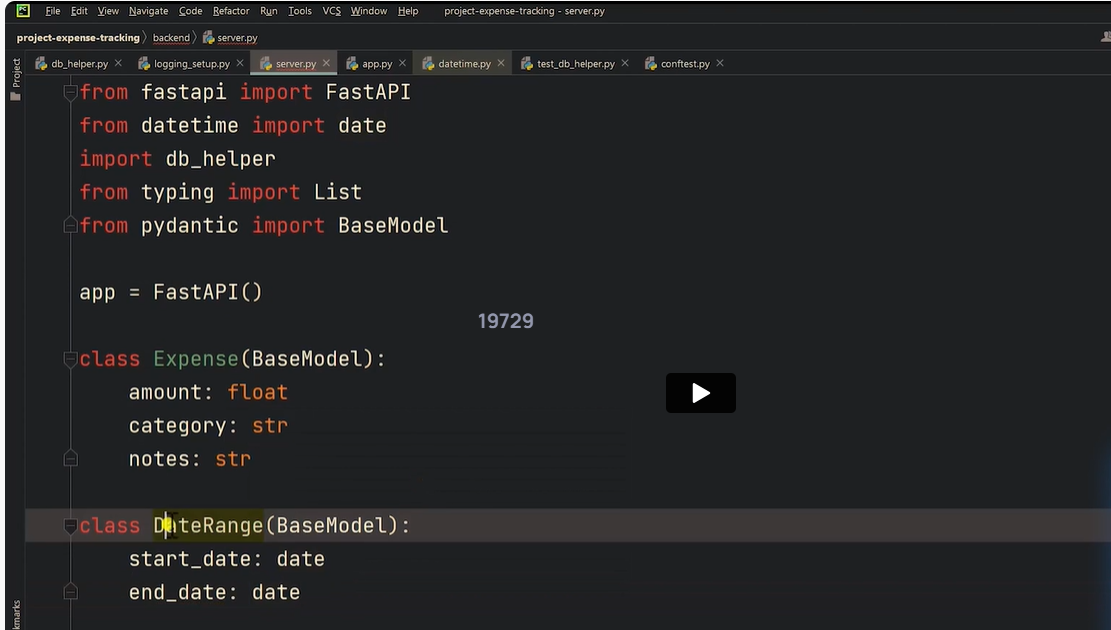 File Edit View Navigate Code Refactor Run Tools VCS Window Help project-expense-tracking - server.py
project-expense-tracking backend server.py
db_helper.py logging_setup.py server.py app.py datetime.py test_db_helper.py conftest.py
Project
from fastapi import FastAPI
from datetime import date
import db_helper
from typing import List
from pydantic import BaseModel
app = FastAPI()
19729
class Expense(BaseModel):
amount: float
category: str
notes: str
class DateRange(BaseModel):
start_date: date
end_date: date